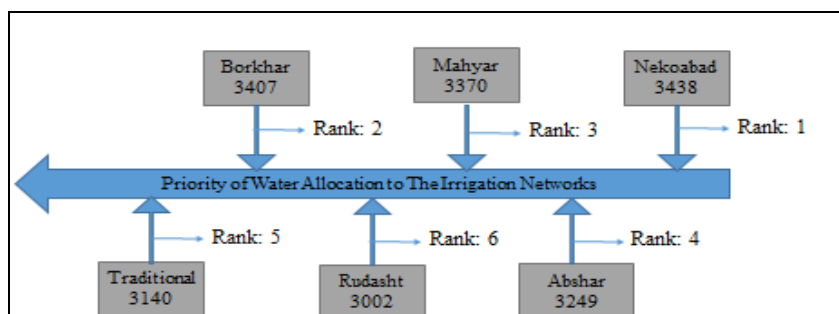 Borkhar
3407
Mahyar
3370
Nekoabad
3438
Rank: 2
Rank: 3
Rank: 1
Priority of Water Allocation to The Irrigation Networks
Rank: 5
Rank: 6
Rank: 4
Traditional
3140
Rudasht
3002
Abshar
3249